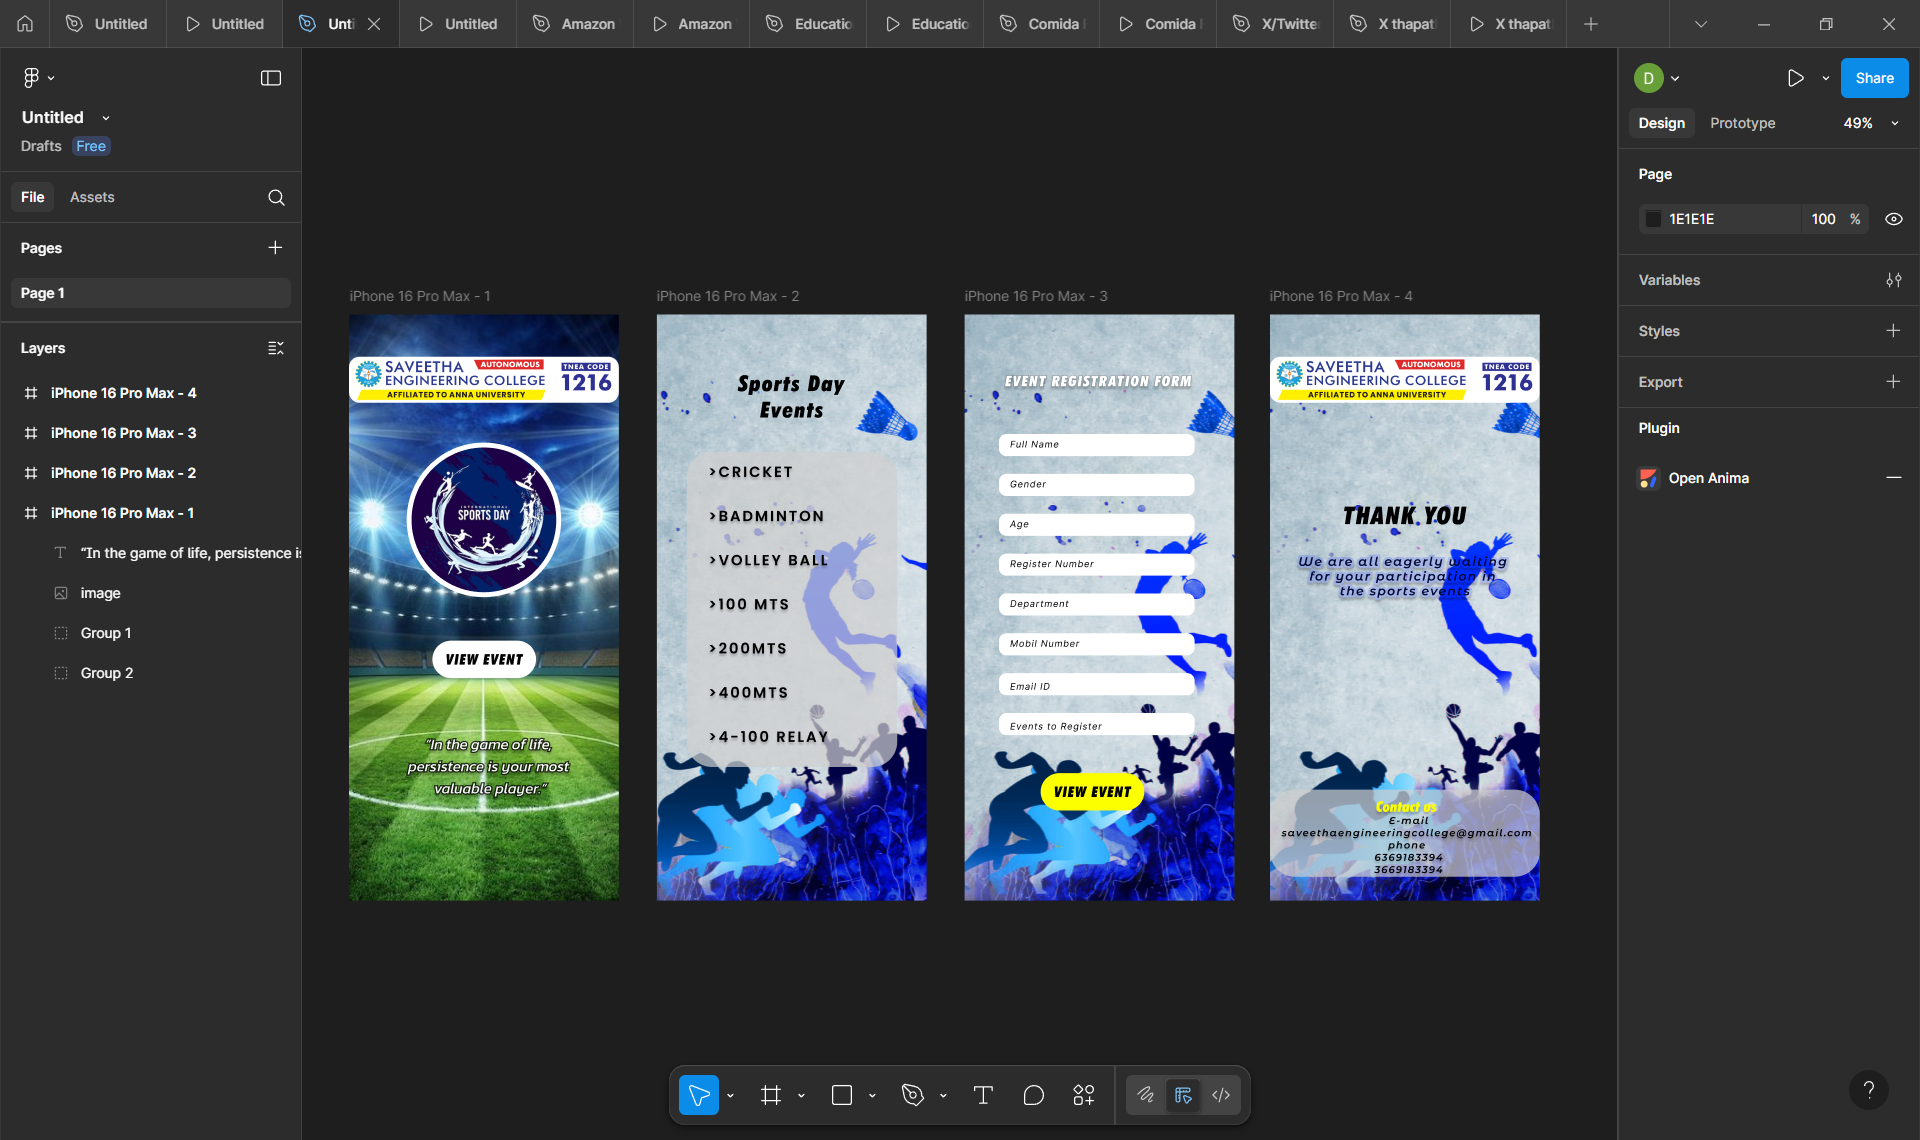 Untitled
Untitled
Unti
Untitled
Amazon
Amazon
Educatio
Educatio
Comida
Comida
X/Twitte
X thapat
X thapat
Untitled
Drafts
Free
File
Assets
Pages
Page 1
Layers
iPhone 16 Pro Max - 4
iPhone 16 Pro Max - 3
iPhone 16 Pro Max - 2
iPhone 16 Pro Max - 1
“In the game of life, persistence is
image
Group 1
Group 2
iPhone 16 Pro Max - 1
SAVEETHA
AUTONOMOUS
ENGINEERING COLLEGE
AFFILIATED TO ANNA UNIVERSITY
TNEA CODE
1216
INTERNATIONAL
SPORTS DAY
VIEW EVENT
“In the game of life,
persistence is your most
valuable player.”
iPhone 16 Pro Max - 2
Sports Day
Events
>CRICKET
>BADMINTON
>VOLLEY BALL
>100 MTS
>200MTS
>400MTS
>4-100 RELAY
iPhone 16 Pro Max - 3
EVENT REGISTRATION FORM
Full Name
Gender
Age
Register Number
Department
Mobil Number
Email ID
Events to Register
VIEW EVENT
iPhone 16 Pro Max - 4
SAVEETHA
AUTONOMOUS
ENGINEERING COLLEGE
AFFILIATED TO ANNA UNIVERSITY
TNEA CODE
1216
THANK YOU
We are all eagerly waiting
for your participation in
the sports events
Contact us
E-mail
saveethaengineeringcollege@gmail.com
phone
6369183394
3669183394
D
Share
Design
Prototype
49%
Page
1E1E1E
100
%
Variables
Styles
Export
Plugin
Open Anima
?